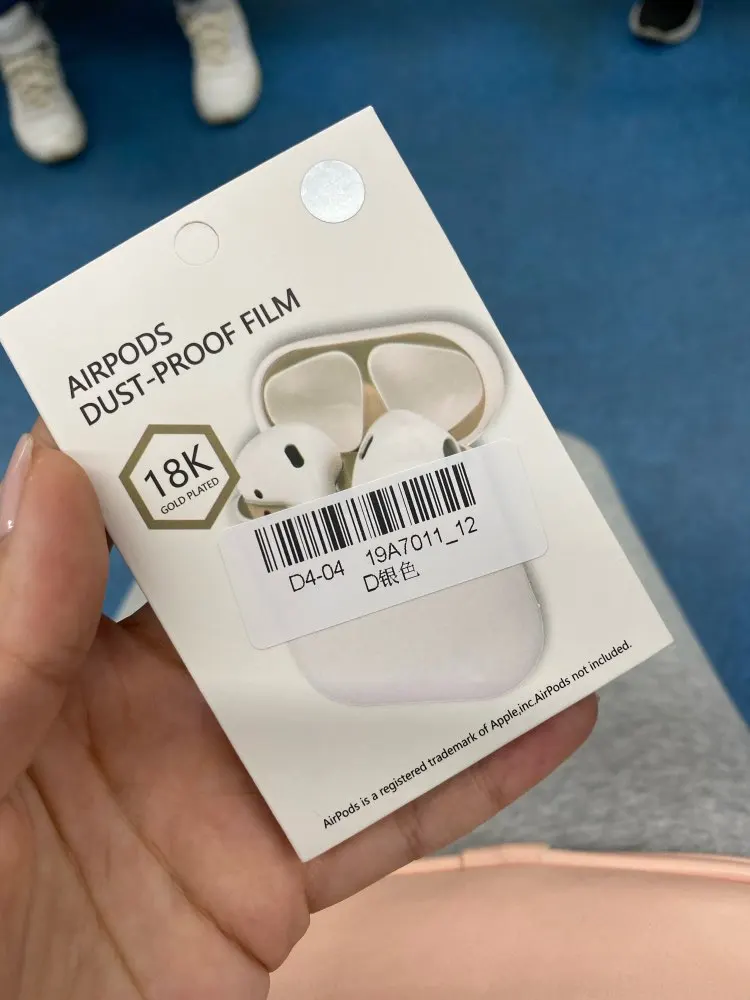 AIRPODS
DUST-PROOF FILM
18K
GOLD PLATED
D4-04 19A7011_12
D银色
AirPods is a registered trademark of Apple,inc.AirPods not included.